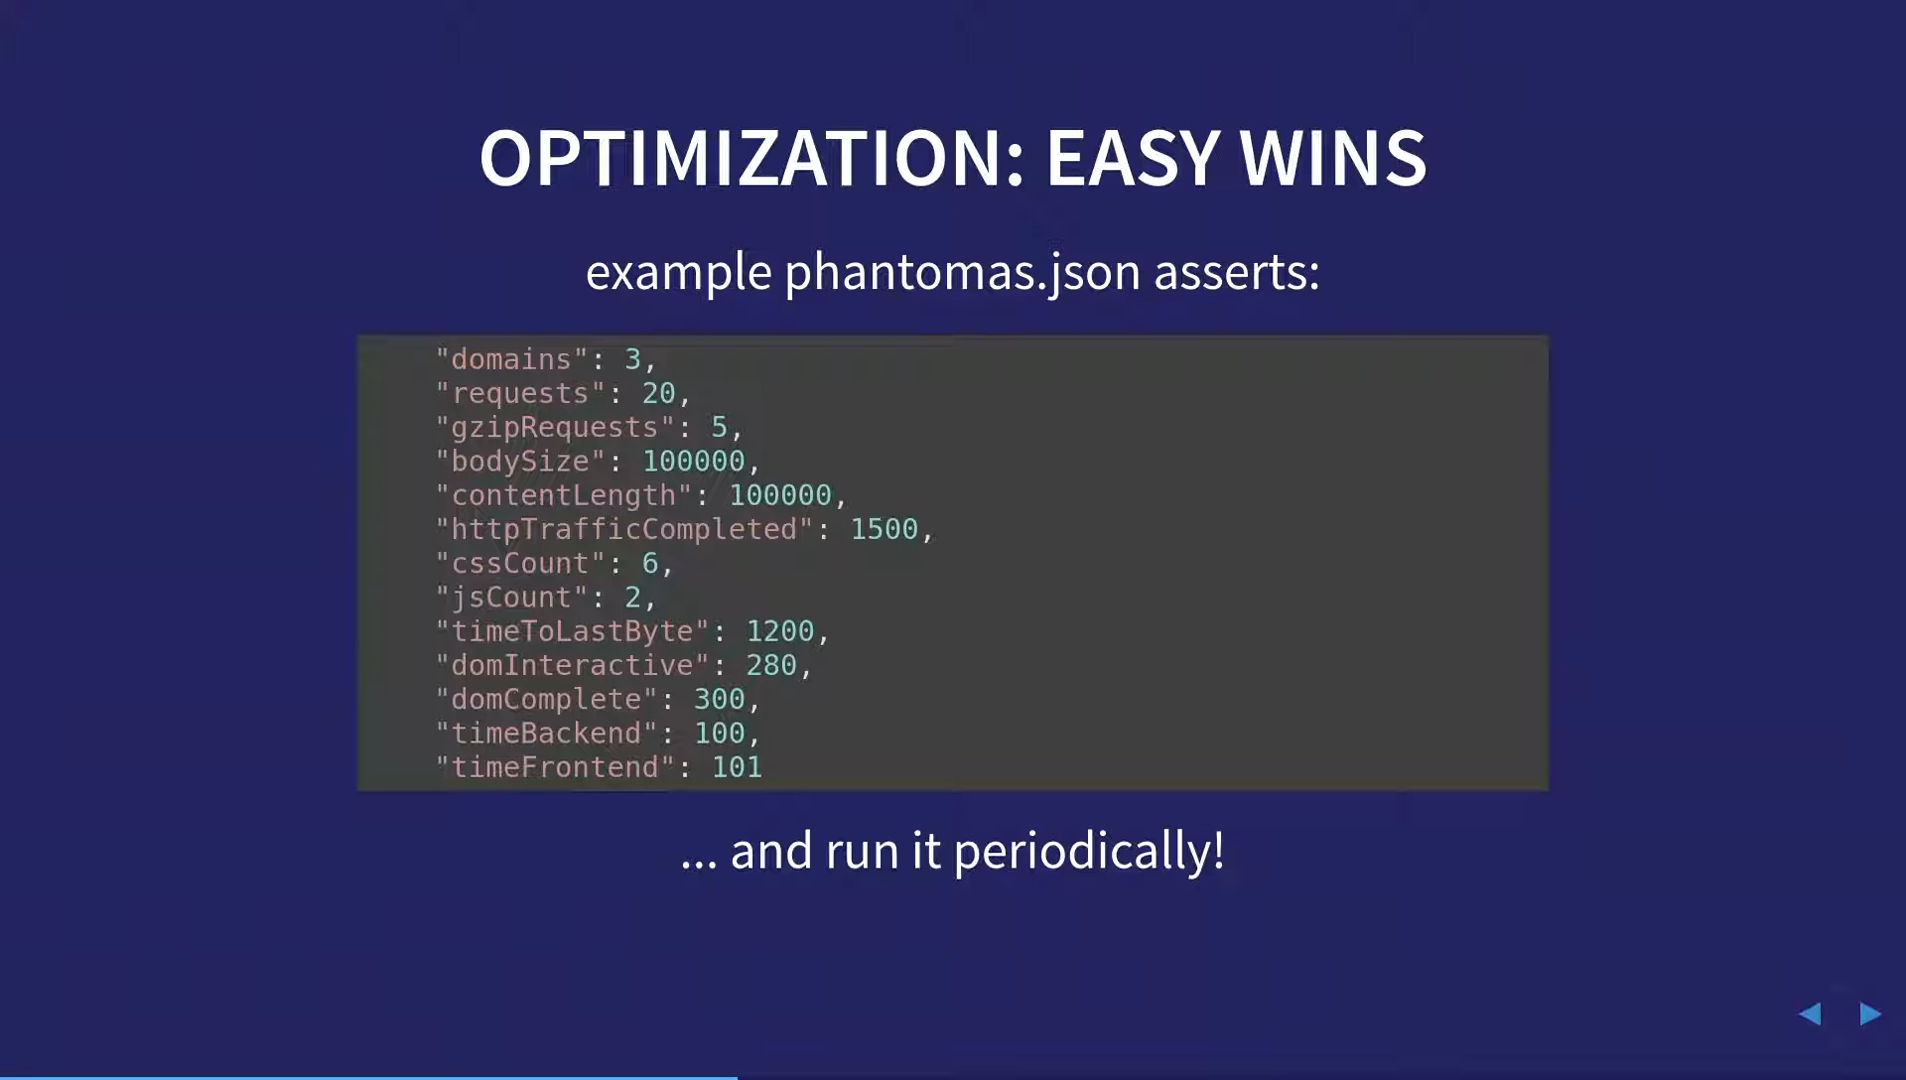 OPTIMIZATION: EASY WINS
example phantomas.json asserts:
"domains": 3,
"requests": 20,
"gzipRequests": 5,
"bodySize": 100000,
"contentLength": 100000,
"httpTrafficCompleted": 1500,
"cssCount": 6,
"jsCount": 2,
"timeToLastByte": 1200,
"domInteractive": 280,
"domComplete": 300,
"timeBackend": 100,
"timeFrontend": 101
... and run it periodically!